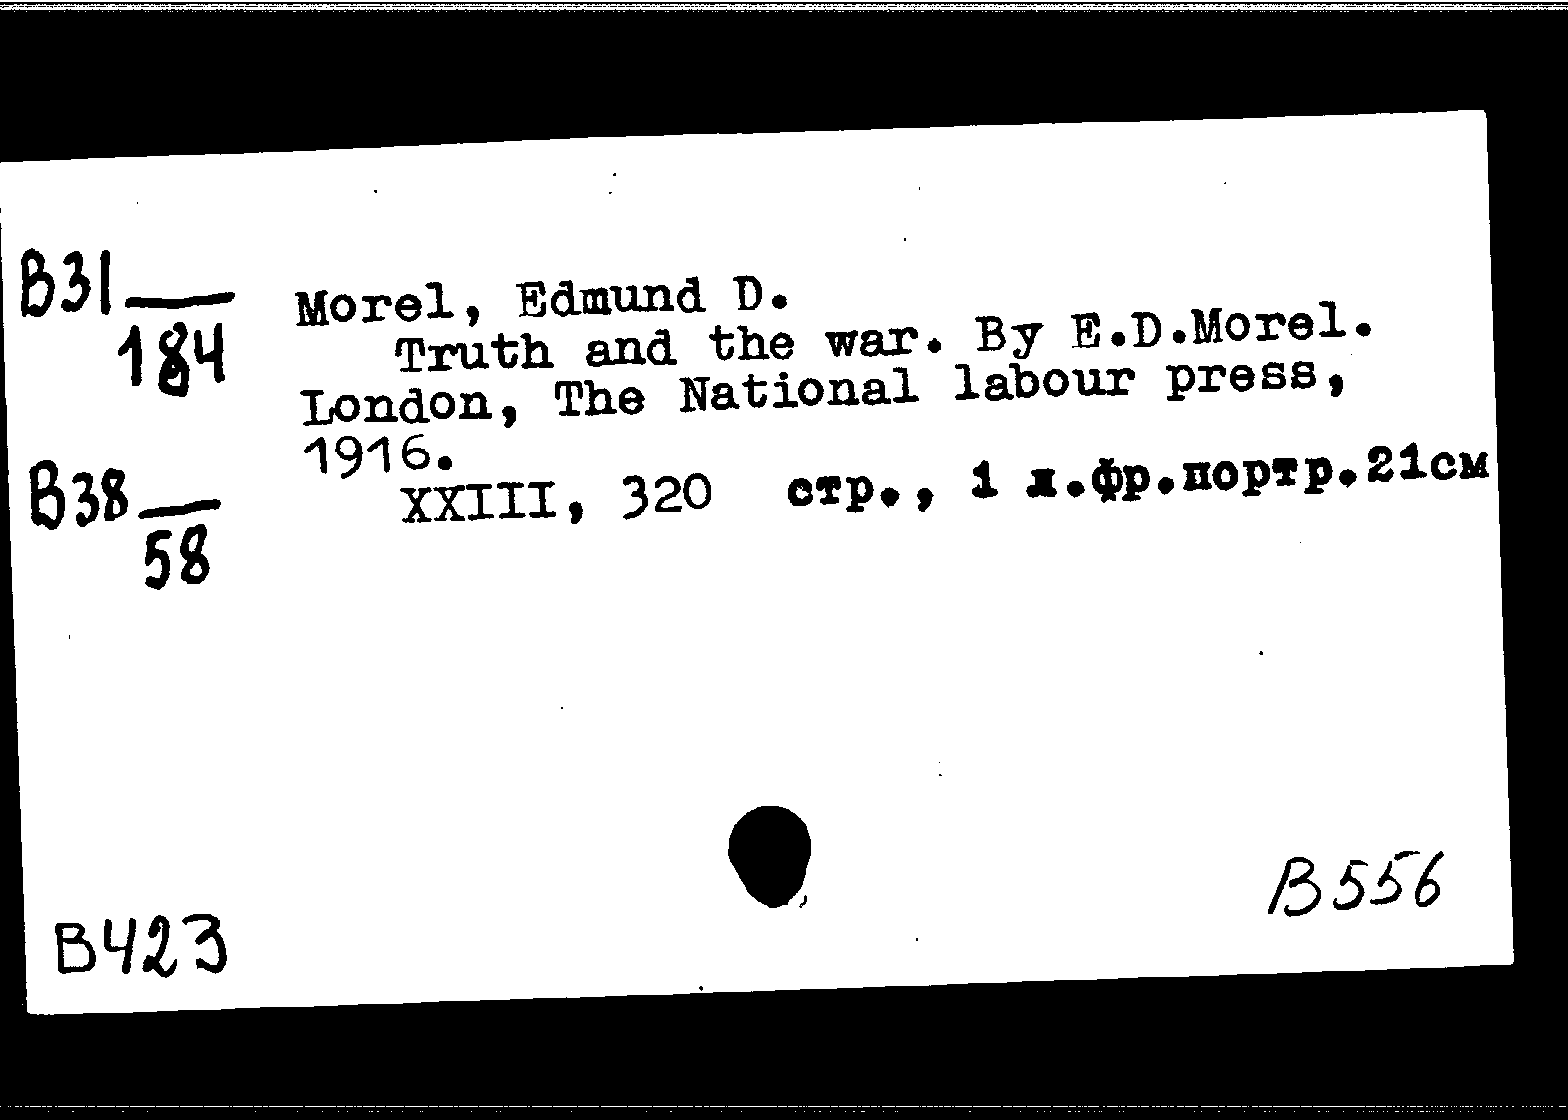 B31
184
Morel, Edmund D.
Truth and the war. By E.D.Morel.
London, The National labour press,
1916.
XXIII, 320 стр., 1 л.фр.портр.21см
B38
58
B423
B556